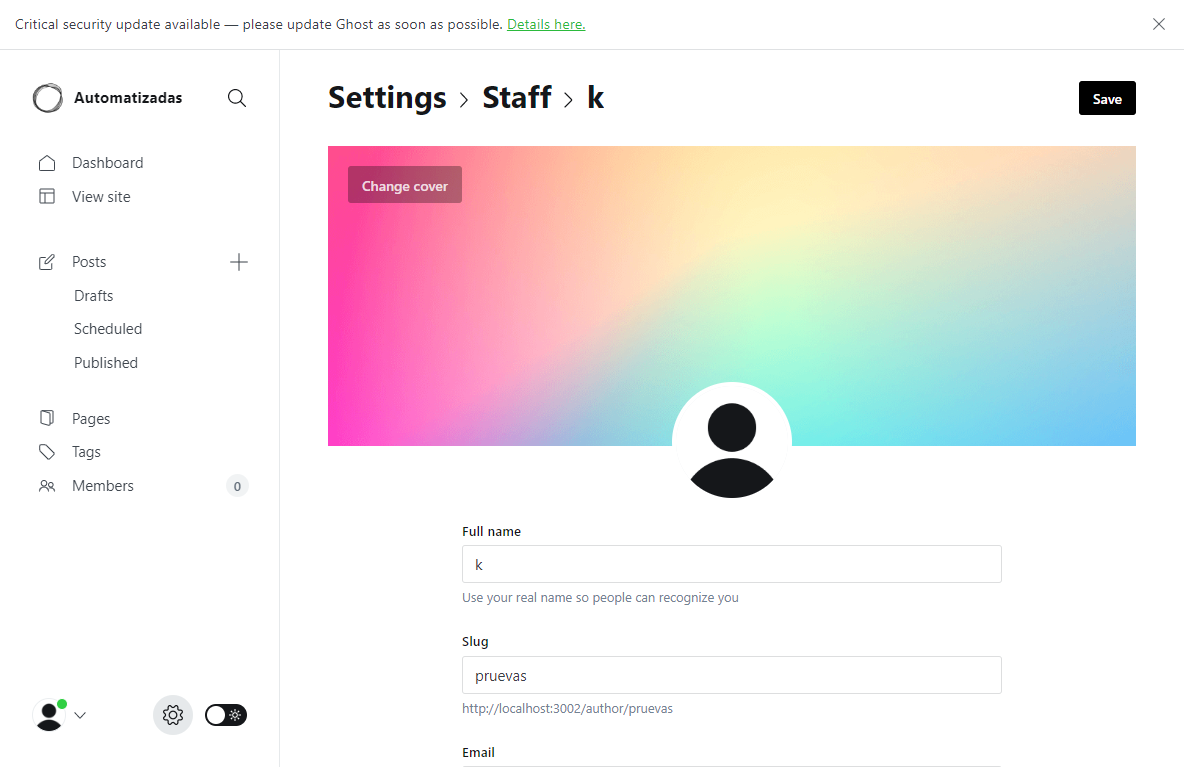 Critical security update available — please update Ghost as soon as possible. Details here.
Automatizadas
Settings > Staff > k
Save
Dashboard
View site
Change cover
Posts
Drafts
Scheduled
Published
Pages
Tags
Members
0
Full name
k
Use your real name so people can recognize you
Slug
pruevas
http://localhost:3002/author/pruevas
Email